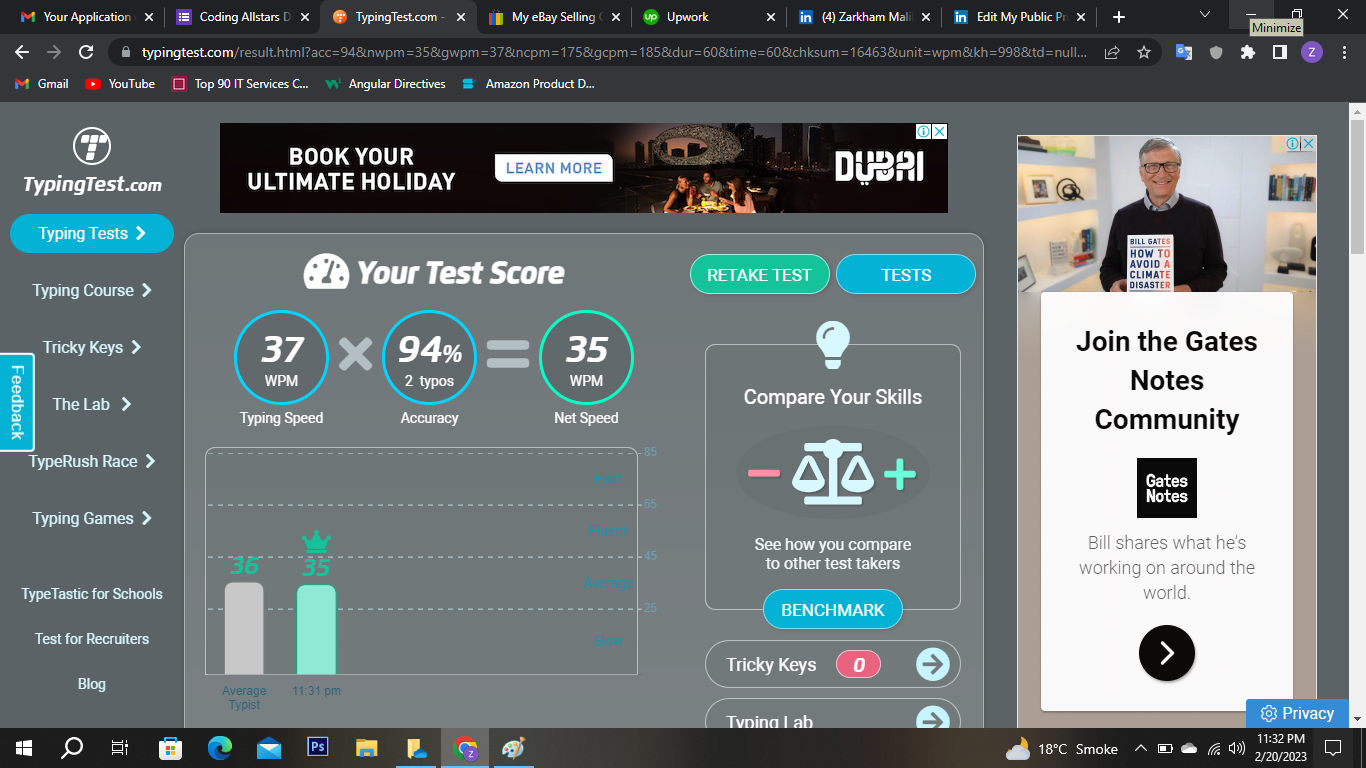 Your Application
Coding Allstars D
TypingTest.com -
My eBay Selling
Upwork
(4) Zarkham Mali
Edit My Public Pr
Minimize
typingtest.com/result.html?acc=94&nwpm=35&gwpm=37&ncpm=175&gcpm=185&dur=60&time=60&chksum=16463&unit=wpm&kh=998&td=null...
Z
Gmail
YouTube
Top 90 IT Services C...
Angular Directives
Amazon Product D...
TypingTest.com
Typing Tests
Typing Course
Tricky Keys
The Lab
TypeRush Race
Typing Games
TypeTastic for Schools
Test for Recruiters
Blog
Feedback
BOOK YOUR
ULTIMATE HOLIDAY
LEARN MORE
DUBAI
Your Test Score
RETAKE TEST
TESTS
37
WPM
Typing Speed
94%
2 typos
Accuracy
35
WPM
Net Speed
85
Fast
65
Fluent
45
Average
25
Slow
36
35
Average
Typist
11:31 pm
Compare Your Skills
See how you compare
to other test takers
BENCHMARK
Tricky Keys
0
Typing Lab
BILL GATES
HOW TO
AVOID A
CLIMATE
DISASTER
Join the Gates
Notes
Community
Gates
Notes
Bill shares what he's
working on around the
world.
Privacy
Ps
Z
18°C Smoke
11:32 PM
2/20/2023